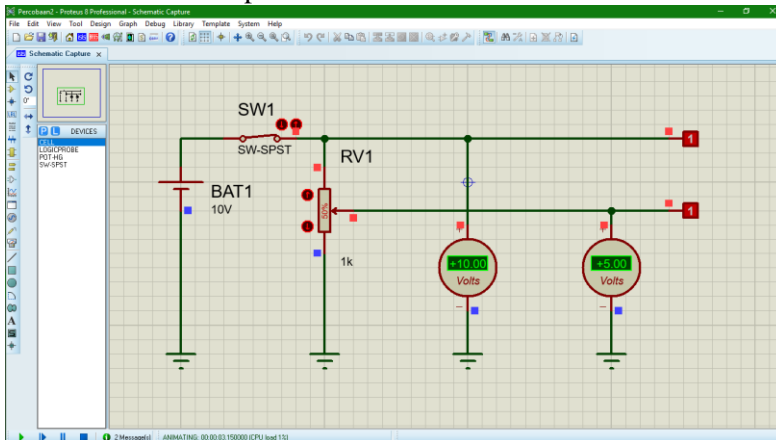 Percobaan2 - Proteus 8 Professional - Schematic Capture
File Edit View Tool Design Graph Debug Library Template System Help
Schematic Capture x
0°
P L DEVICES
CELL
LOGICPROBE
POT-HG
SW-SPST
SW1
SW-SPST
1
RV1
BAT1
10V
50%
1
1k
+10.00
Volts
+5.00
Volts
2 Message(s) ANIMATING: 00:00:03.150000 (CPU load 1%)